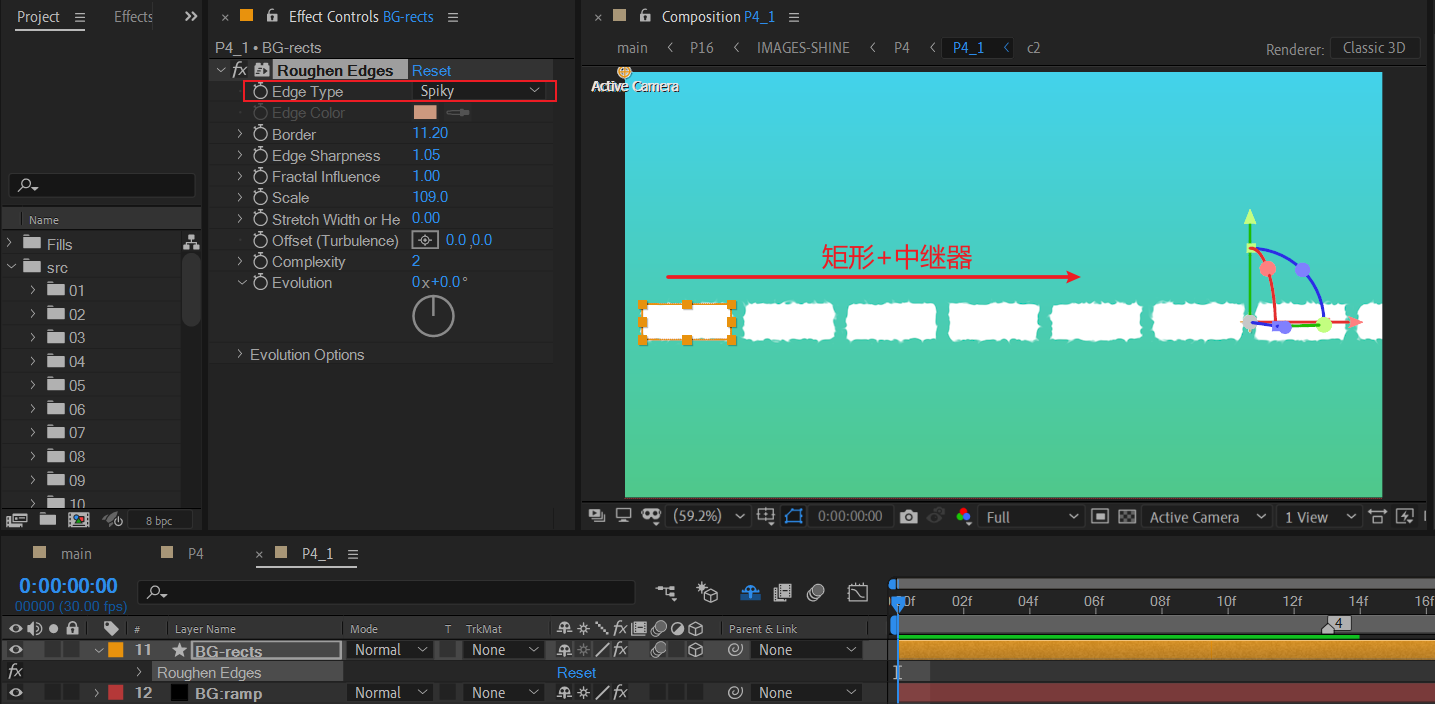 Project
Effects
Effect Controls BG-rects
P4_1 • BG-rects
fx Roughen Edges Reset
Edge Type Spiky
Edge Color
Border 11.20
Edge Sharpness 1.05
Fractal Influence 1.00
Scale 109.0
Stretch Width or He 0.00
Offset (Turbulence) 0.0,0.0
Complexity 2
Evolution 0x+0.0°
Evolution Options
Name
Fills
src
01
02
03
04
05
06
07
08
09
10
8 bpc
Composition P4_1
main P16 IMAGES-SHINE P4 P4_1 c2
Renderer: Classic 3D
Active Camera
矩形+中继器
(59.2%) 0:00:00:00 Full Active Camera 1 View
main P4 P4_1
0:00:00:00
00000 (30.00 fps)
# Layer Name Mode T TrkMat fx Parent & Link
11 BG-rects Normal None fx None
fx Roughen Edges Reset
12 BG:ramp Normal None fx None
00f 02f 04f 06f 08f 10f 12f 14f 16f
4